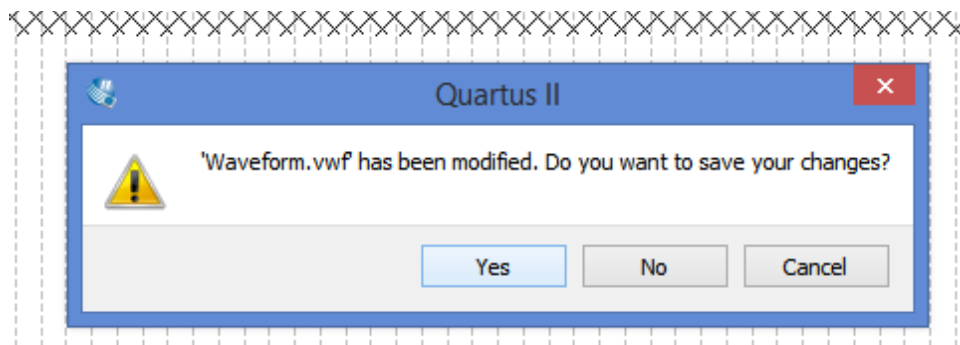 Quartus II
'Waveform.vwf' has been modified. Do you want to save your changes?
Yes
No
Cancel